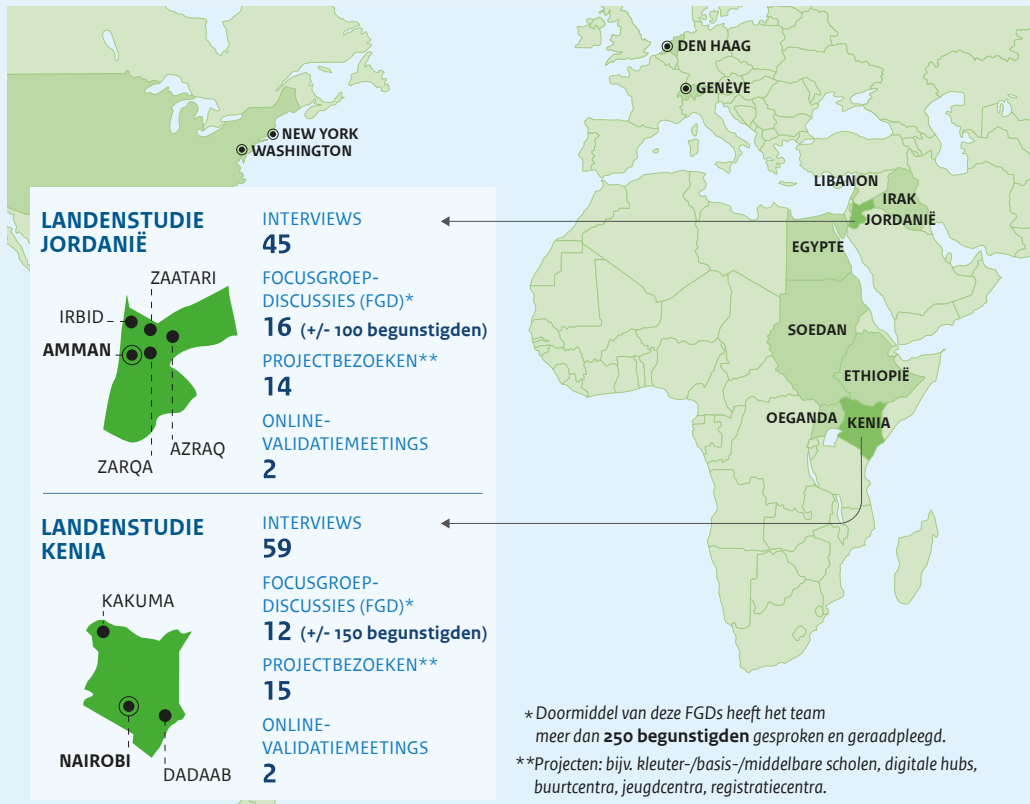 DEN HAAG
GENÈVE
NEW YORK
WASHINGTON
LIBANON
IRAK
JORDANIË
EGYPTE
SOEDAN
ETHIOPIË
OEGANDA
KENIA
LANDENSTUDIE
JORDANIË
ZAATARI
IRBID
AMMAN
AZRAQ
ZARQA
INTERVIEWS
45
FOCUSGROEP-
DISCUSSIES (FGD)*
16 (+/- 100 begunstigden)
PROJECTBEZOEKEN**
14
ONLINE-
VALIDATIEMEETINGS
2
LANDENSTUDIE
KENIA
KAKUMA
NAIROBI
DADAAB
INTERVIEWS
59
FOCUSGROEP-
DISCUSSIES (FGD)*
12 (+/- 150 begunstigden)
PROJECTBEZOEKEN**
15
ONLINE-
VALIDATIEMEETINGS
2
* Doormiddel van deze FGDs heeft het team
meer dan 250 begunstigden gesproken en geraadpleegd.
**Projecten: bijv. kleuter-/basis-/middelbare scholen, digitale hubs,
buurtcentra, jeugdcentra, registratiecentra.